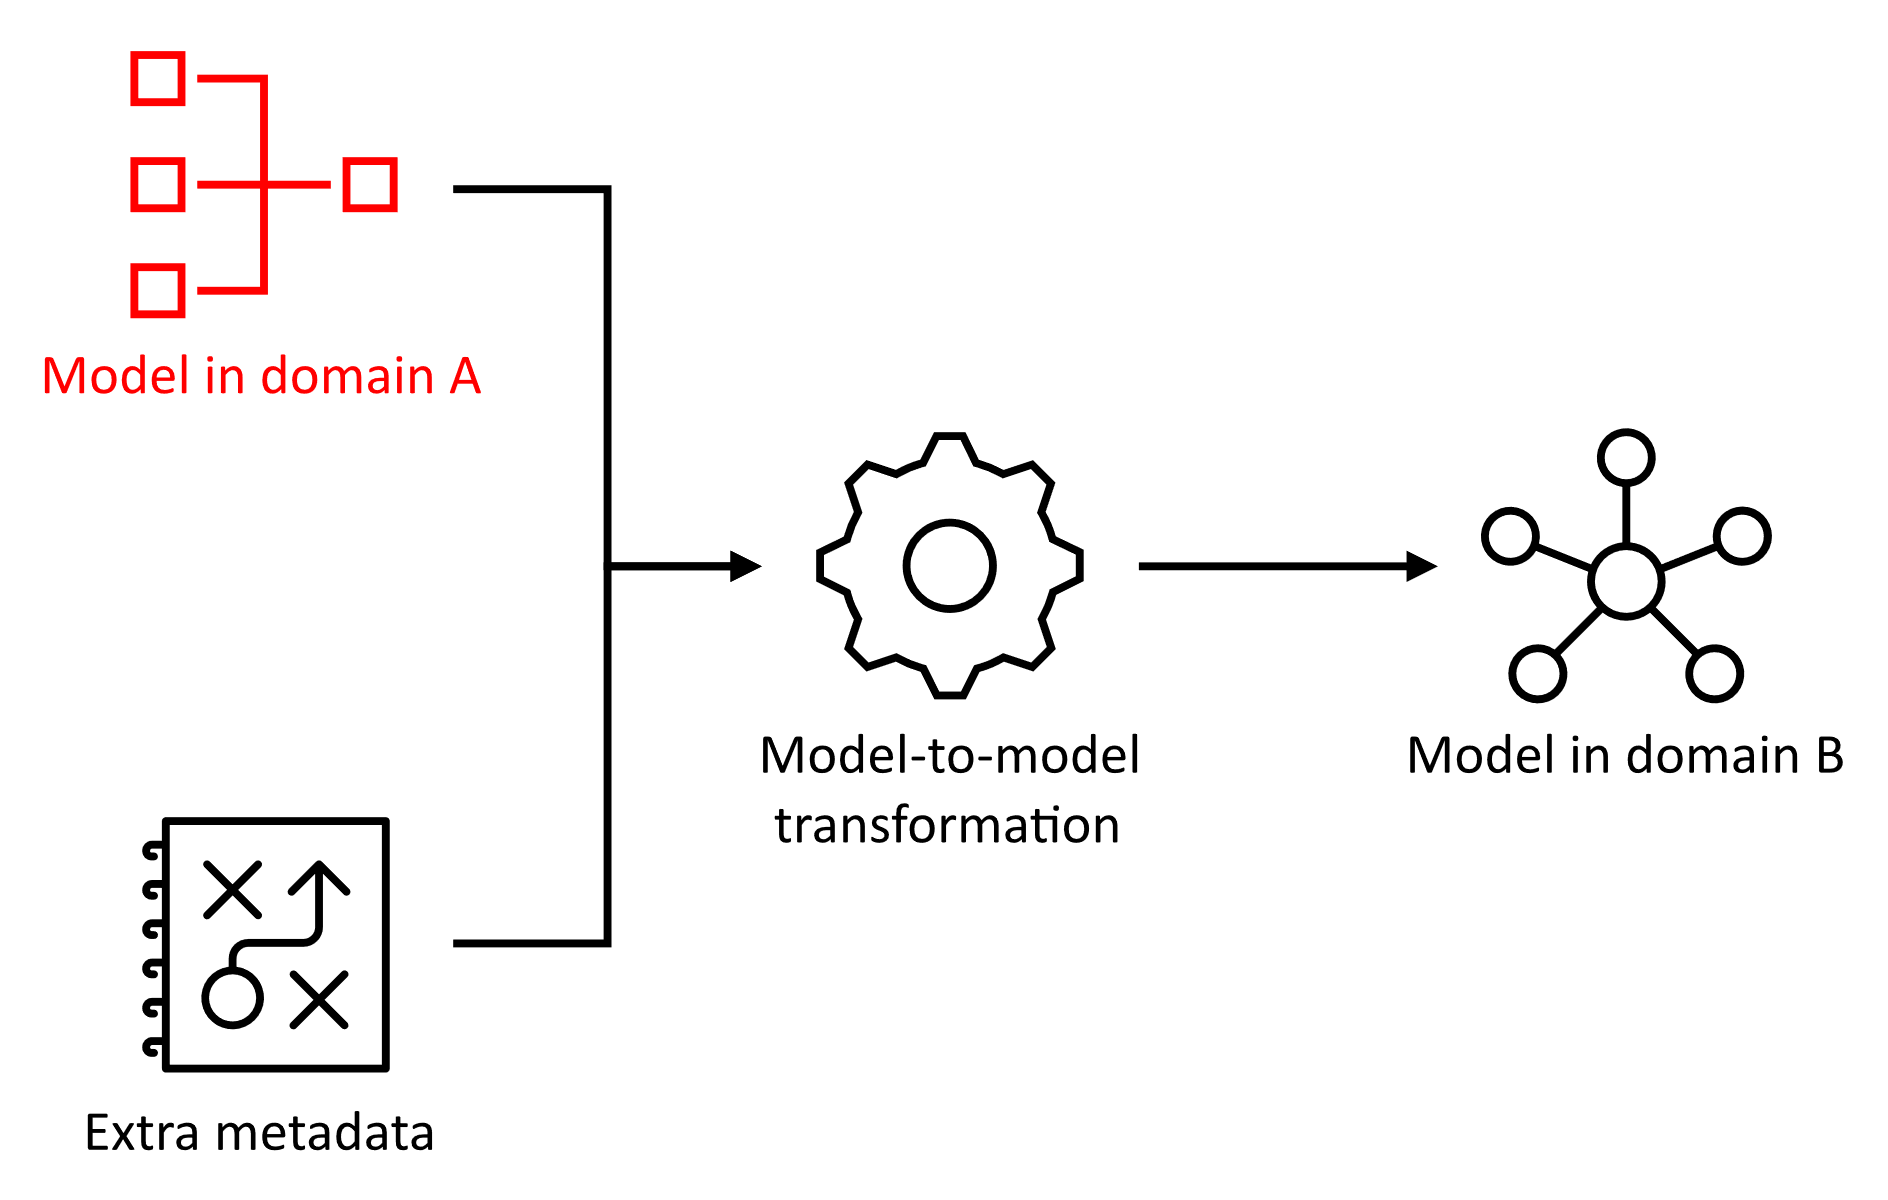 Model in domain A
Model-to-model
transformation
Model in domain B
Extra metadata